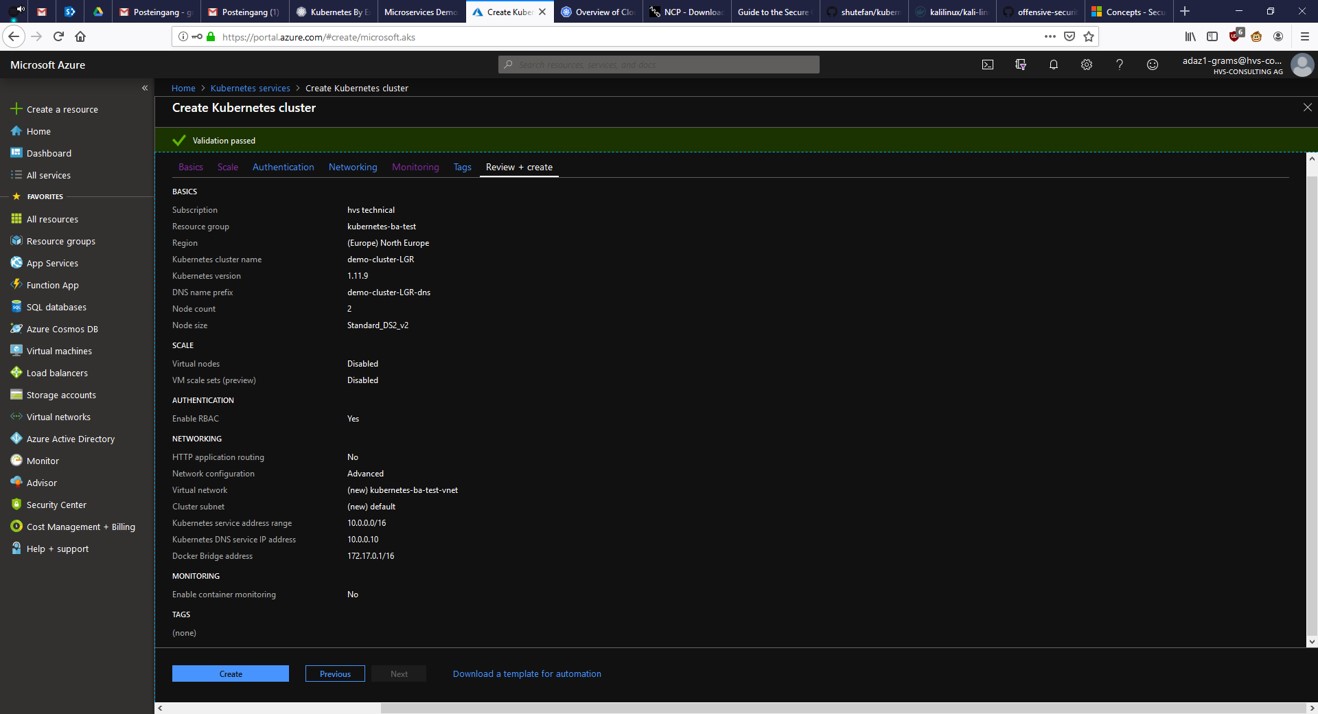 Posteingang - g
Posteingang (1)
Kubernetes By E
Microservices Demo
Create Kuber
Overview of Clo
NCP - Downloa
Guide to the Secure
shutefan/kubern
kalilinux/kali-lin
offensive-securi
Concepts - Secu
https://portal.azure.com/#create/microsoft.aks
6
Microsoft Azure
Search resources, services, and docs
adaz1-grams@hvs-co...
HVS-CONSULTING AG
Home > Kubernetes services > Create Kubernetes cluster
Create Kubernetes cluster
Validation passed
Create a resource
Home
Dashboard
All services
FAVORITES
All resources
Resource groups
App Services
Function App
SQL databases
Azure Cosmos DB
Virtual machines
Load balancers
Storage accounts
Virtual networks
Azure Active Directory
Monitor
Advisor
Security Center
Cost Management + Billing
Help + support
Basics Scale Authentication Networking Monitoring Tags Review + create
BASICS
Subscription hvs technical
Resource group kubernetes-ba-test
Region (Europe) North Europe
Kubernetes cluster name demo-cluster-LGR
Kubernetes version 1.11.9
DNS name prefix demo-cluster-LGR-dns
Node count 2
Node size Standard_DS2_v2
SCALE
Virtual nodes Disabled
VM scale sets (preview) Disabled
AUTHENTICATION
Enable RBAC Yes
NETWORKING
HTTP application routing No
Network configuration Advanced
Virtual network (new) kubernetes-ba-test-vnet
Cluster subnet (new) default
Kubernetes service address range 10.0.0.0/16
Kubernetes DNS service IP address 10.0.0.10
Docker Bridge address 172.17.0.1/16
MONITORING
Enable container monitoring No
TAGS
(none)
Create Previous Next Download a template for automation